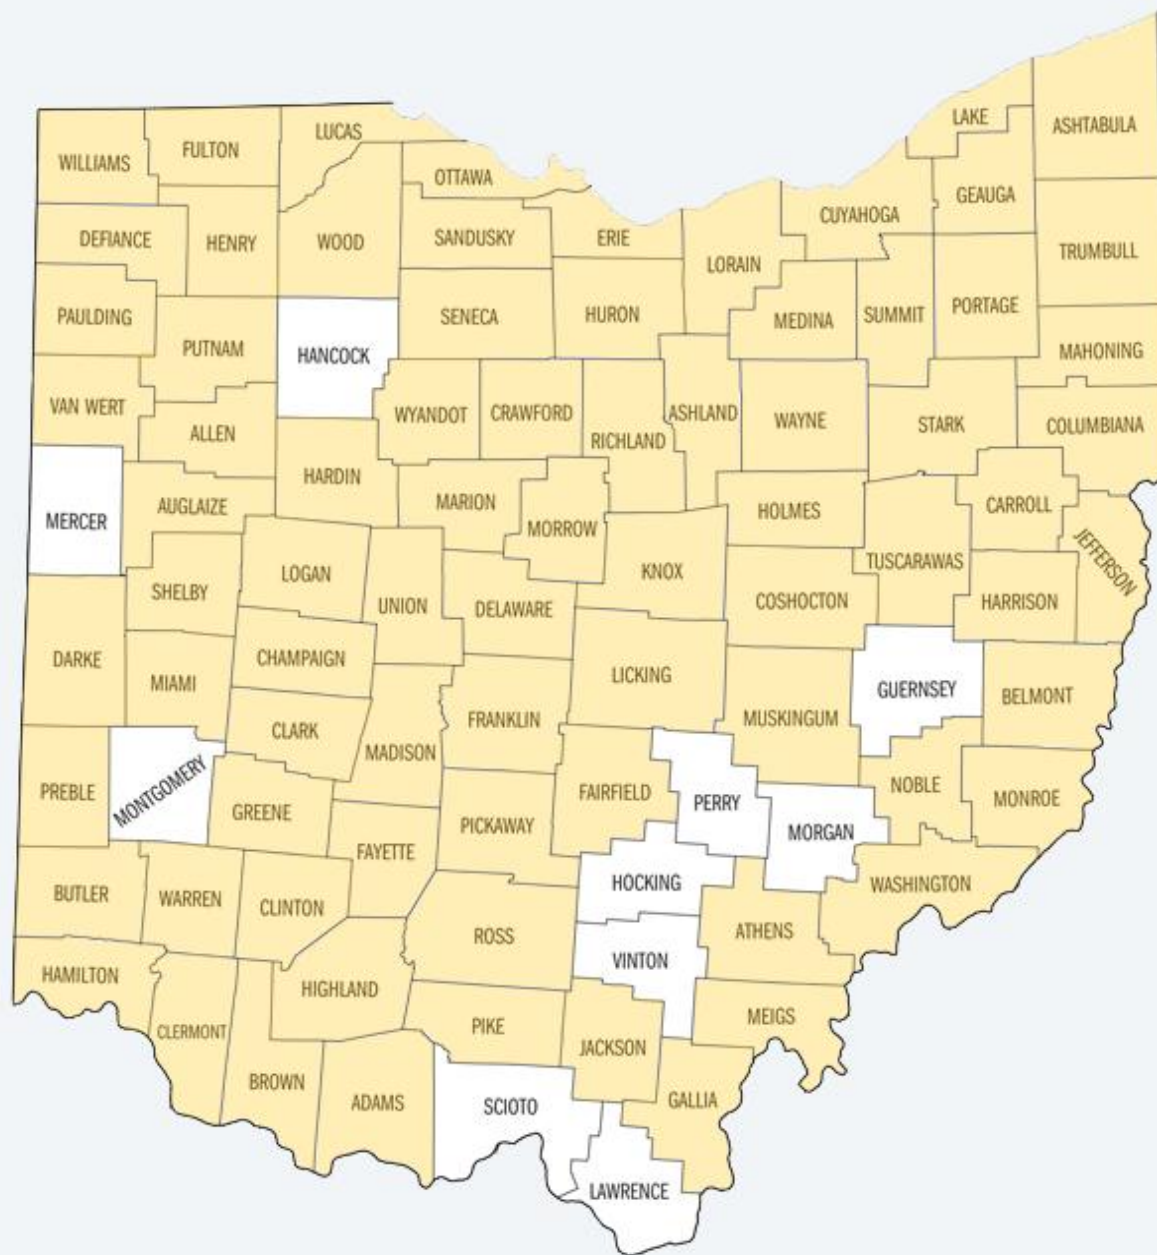 LAKE
ASHTABULA
LUCAS
FULTON
WILLIAMS
OTTAWA
GEAUGA
CUYAHOGA
DEFIANCE
HENRY
WOOD
SANDUSKY
ERIE
TRUMBULL
LORAIN
PAULDING
SENECA
HURON
MEDINA
SUMMIT
PORTAGE
PUTNAM
HANCOCK
MAHONING
VAN WERT
ALLEN
WYANDOT
CRAWFORD
RICHLAND
ASHLAND
WAYNE
STARK
COLUMBIANA
HARDIN
MERCER
AUGLAIZE
MARION
MORROW
HOLMES
CARROLL
JEFFERSON
TUSCARAWAS
LOGAN
KNOX
SHELBY
UNION
DELAWARE
COSHOCTON
HARRISON
DARKE
CHAMPAIGN
MIAMI
LICKING
GUERNSEY
BELMONT
CLARK
FRANKLIN
MUSKINGUM
MADISON
PREBLE
MONTGOMERY
GREENE
FAIRFIELD
PERRY
NOBLE
MONROE
PICKAWAY
MORGAN
FAYETTE
BUTLER
WARREN
CLINTON
HOCKING
WASHINGTON
ROSS
ATHENS
HAMILTON
HIGHLAND
VINTON
CLERMONT
PIKE
MEIGS
JACKSON
BROWN
ADAMS
SCIOTO
GALLIA
LAWRENCE